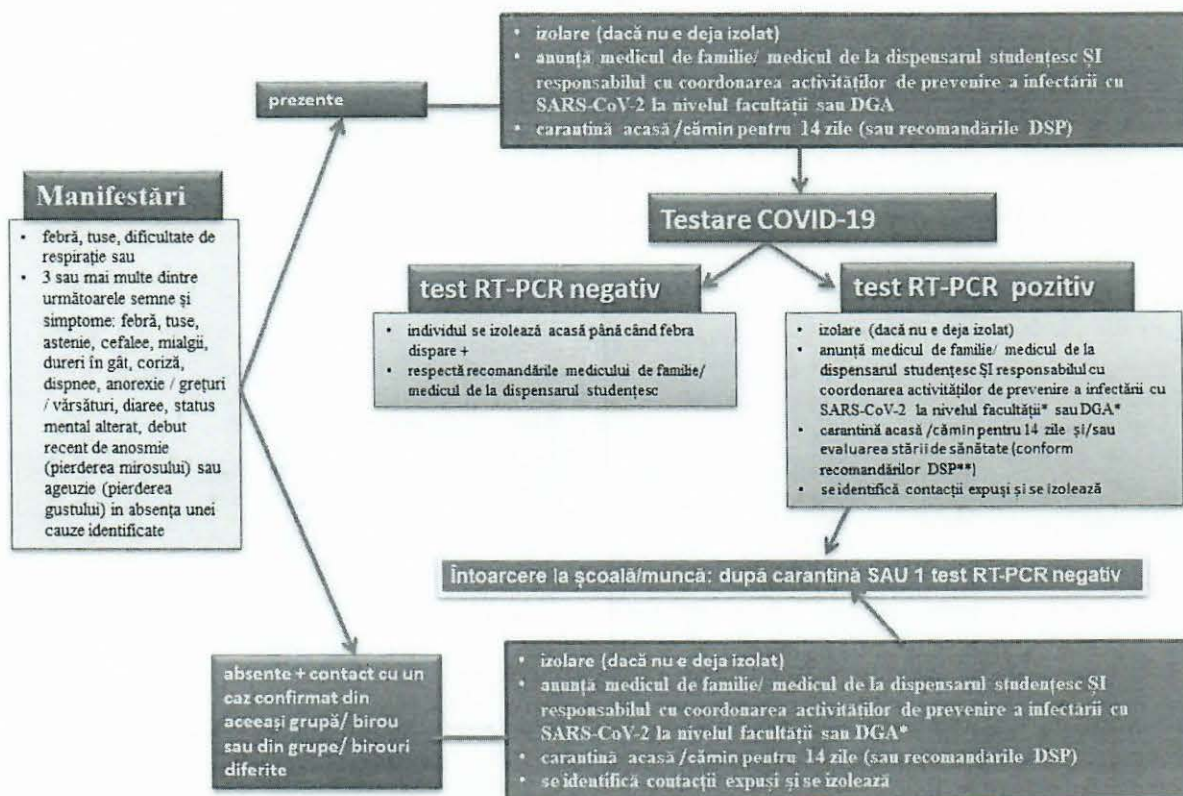 Manifestări
• febră, tuse, dificultate de
respirație sau
• 3 sau mai multe dintre
următoarele semne și
simptome: febră, tuse,
astenie, cefalee, mialgii,
dureri în gât, coriză,
dispnee, anorexie / grețuri
/ vărsături, diaree, status
mental alterat, debut
recent de anosmie
(pierderea mirosului) sau
ageuzie (pierderea
gustului) in absența unei
cauze identificate
prezente
• izolare (dacă nu e deja izolat)
• anunță medicul de familie/ medicul de la dispensarul studențesc ȘI
responsabilul cu coordonarea activităților de prevenire a infectării cu
SARS-CoV-2 la nivelul facultății sau DGA
• carantină acasă /cămin pentru 14 zile (sau recomandările DSP)
Testare COVID-19
test RT-PCR negativ
• individul se izolează acasă până când febra
dispare +
• respectă recomandările medicului de familie/
medicul de la dispensarul studențesc
test RT-PCR pozitiv
• izolare (dacă nu e deja izolat)
• anunță medicul de familie/ medicul de la
dispensarul studențesc ȘI responsabilul cu
coordonarea activităților de prevenire a infectării cu
SARS-CoV-2 la nivelul facultății* sau DGA*
• carantină acasă /cămin pentru 14 zile și/sau
evaluarea stării de sănătate (conform
recomandărilor DSP**)
• se identifică contacții expuși și se izolează
Întoarcere la școală/muncă: după carantină SAU 1 test RT-PCR negativ
absente + contact cu un
caz confirmat din
aceeași grupă/ birou
sau din grupe/ birouri
diferite
• izolare (dacă nu e deja izolat)
• anunță medicul de familie/ medicul de la dispensarul studențesc ȘI
responsabilul cu coordonarea activităților de prevenire a infectării cu
SARS-CoV-2 la nivelul facultății sau DGA*
• carantină acasă /cămin pentru 14 zile (sau recomandările DSP)
• se identifică contacții expuși și se izolează